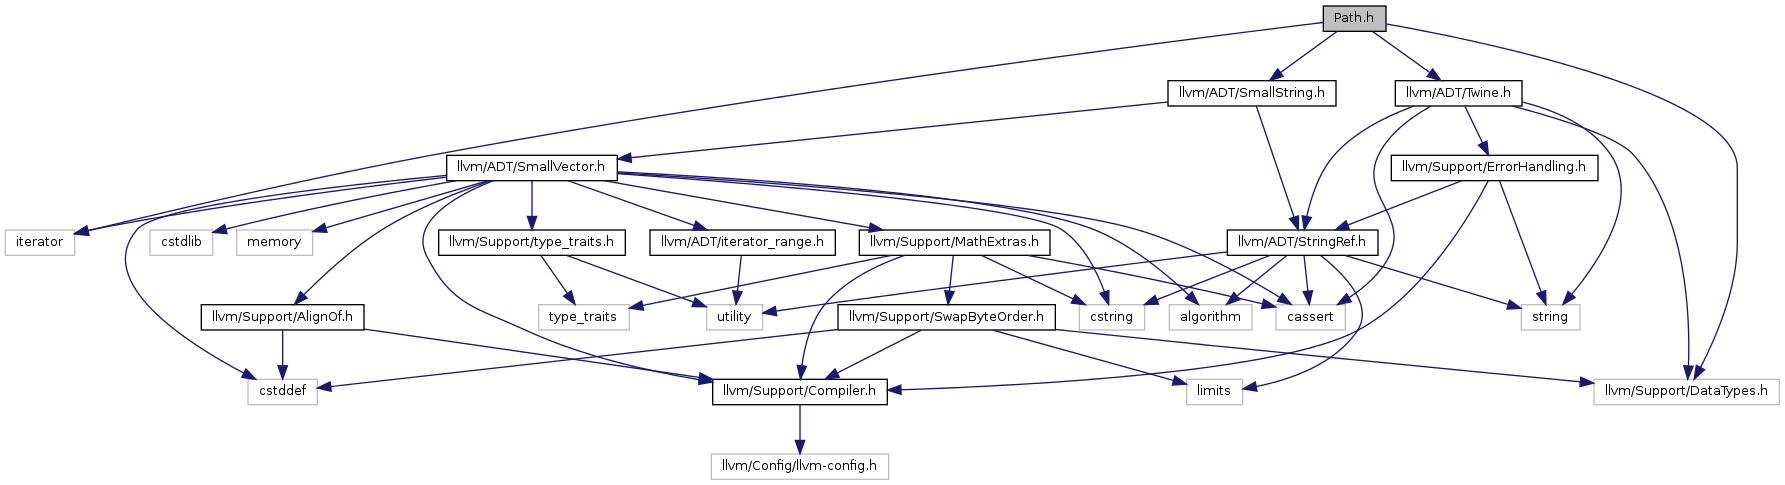 Path.h
llvm/ADT/SmallString.h
llvm/ADT/Twine.h
llvm/ADT/SmallVector.h
llvm/Support/ErrorHandling.h
iterator
cstdlib
memory
llvm/Support/type_traits.h
llvm/ADT/iterator_range.h
llvm/Support/MathExtras.h
llvm/ADT/StringRef.h
llvm/Support/AlignOf.h
type_traits
utility
llvm/Support/SwapByteOrder.h
cstring
algorithm
cassert
string
cstddef
llvm/Support/Compiler.h
limits
llvm/Support/DataTypes.h
llvm/Config/llvm-config.h